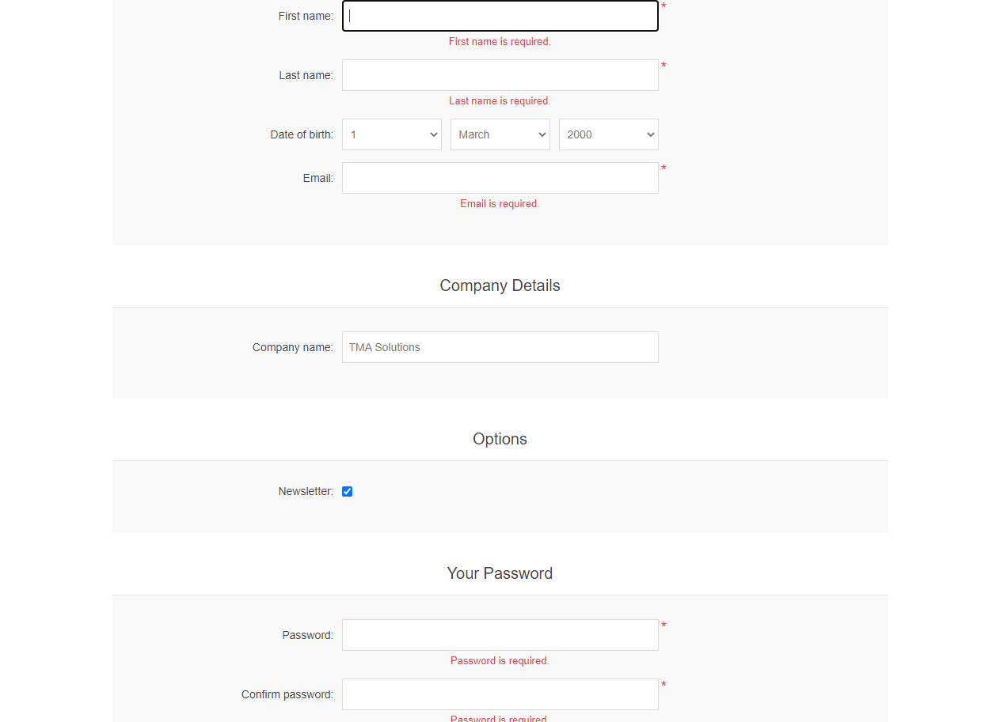 First name: *
First name is required.
Last name: *
Last name is required.
Date of birth: 1 March 2000
Email: *
Email is required.
Company Details
Company name: TMA Solutions
Options
Newsletter:
Your Password
Password: *
Password is required.
Confirm password: *
Password is required.